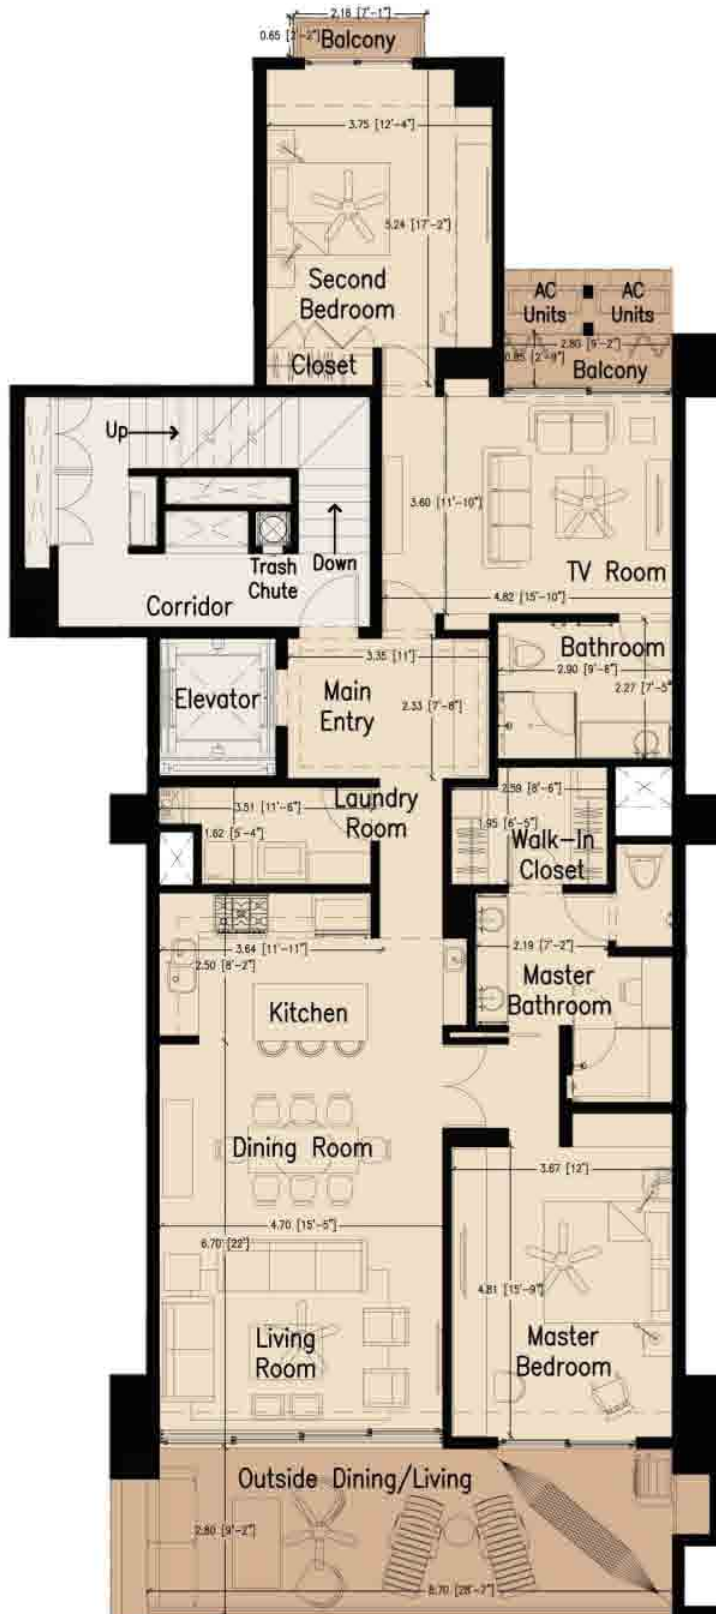 2.16 [7'-1"]
0.65 [2'-2"]
Balcony
3.75 [12'-4"]
5.24 [17'-2"]
Second
Bedroom
Closet
AC
Units
AC
Units
2.80 [9'-2"]
0.85 [2'-9"]
Balcony
Up
3.60 [11'-10"]
Trash
Chute
Down
TV Room
4.82 [15'-10"]
Corridor
Bathroom
3.35 [11']
2.90 [9'-6"]
Elevator
Main
Entry
2.33 [7'-8"]
2.27 [7'-5"]
Laundry
Room
3.51 [11'-6"]
1.62 [5'-4"]
2.59 [8'-6"]
1.95 [6'-5"]
Walk-In
Closet
3.64 [11'-11"]
2.50 [8'-2"]
2.19 [7'-2"]
Master
Bathroom
Kitchen
Dining Room
3.67 [12']
4.70 [15'-5"]
6.70 [22']
4.81 [15'-9"]
Living
Room
Master
Bedroom
Outside Dining/Living
2.80 [9'-2"]
8.70 [28'-7"]